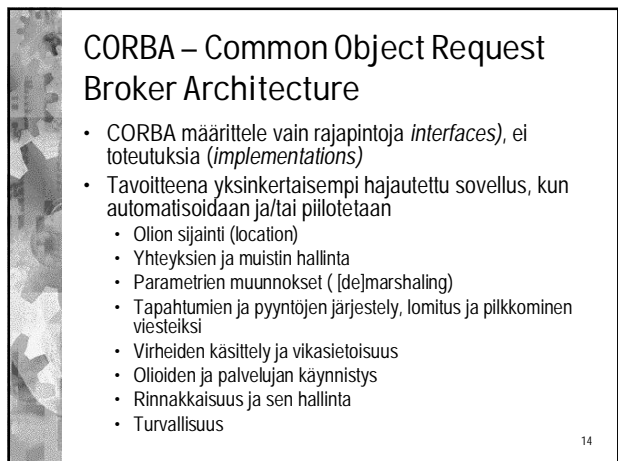 CORBA – Common Object Request
Broker Architecture
• CORBA määrittele vain rajapintoja interfaces), ei
toteutuksia (implementations)
• Tavoitteena yksinkertaisempi hajautettu sovellus, kun
automatisoidaan ja/tai piilotetaan
• Olion sijainti (location)
• Yhteyksien ja muistin hallinta
• Parametrien muunnokset ( [de]marshaling)
• Tapahtumien ja pyyntöjen järjestely, lomitus ja pilkkominen
viesteiksi
• Virheiden käsittely ja vikasietoisuus
• Olioiden ja palvelujan käynnistys
• Rinnakkaisuus ja sen hallinta
• Turvallisuus
14